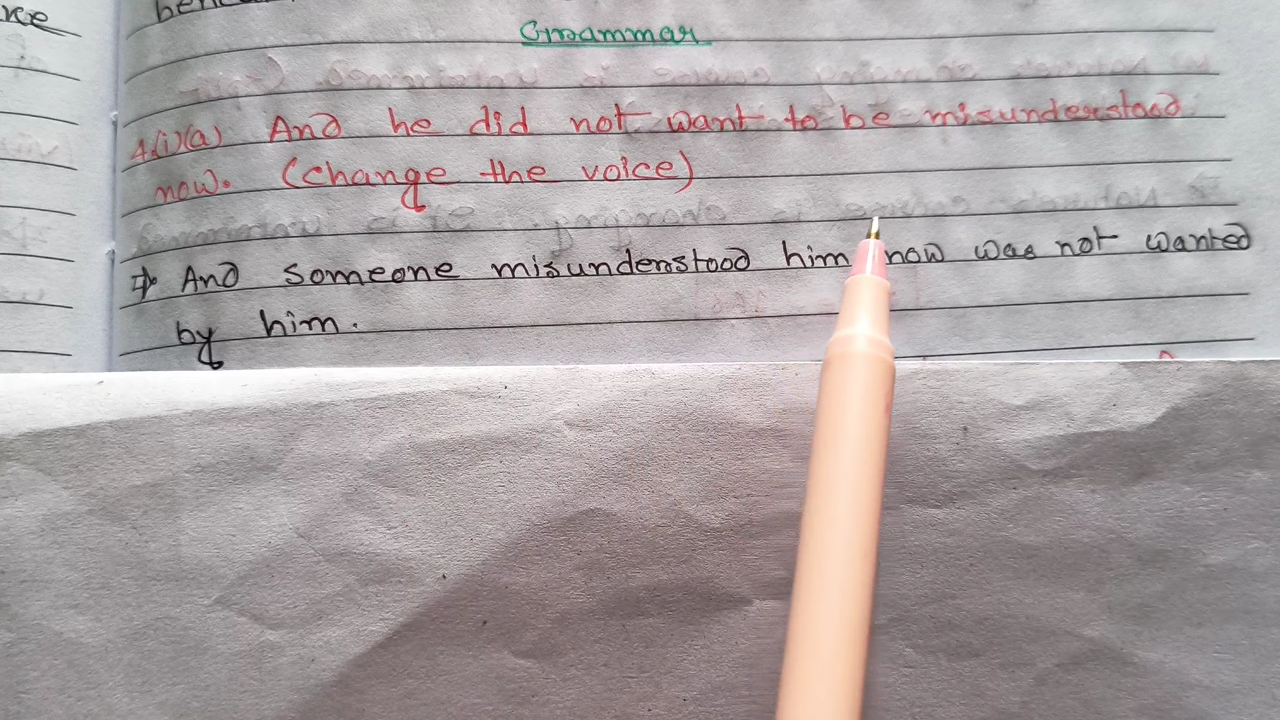 Grammar
4.(i)(a) And he did not want to be misunderstood
now. (change the voice)
⇒ And someone misunderstood him now was not wanted
by him.